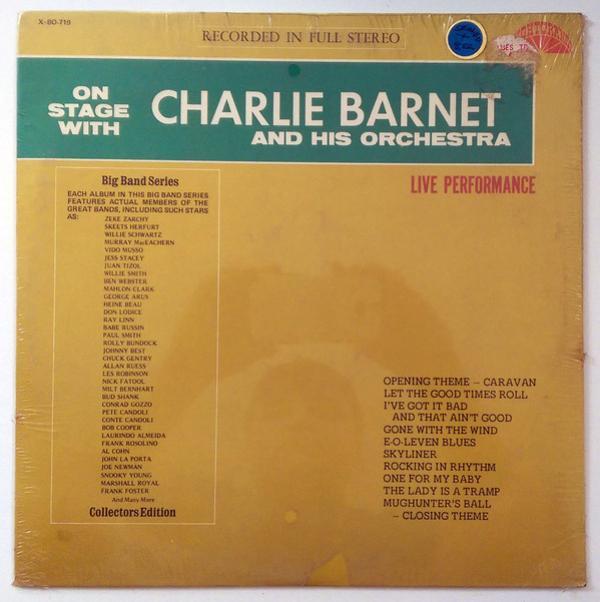 X-80-719
RECORDED IN FULL STEREO
ON
STAGE
WITH
CHARLIE BARNET
AND HIS ORCHESTRA
LIVE PERFORMANCE
Big Band Series
EACH ALBUM IN THIS BIG BAND SERIES
FEATURES ACTUAL MEMBERS OF THE
GREAT BANDS, INCLUDING SUCH STARS
AS:
ZEKE ZARCHY
SKEETS HERFURT
WILLIE SCHWARTZ
MURRAY MacEACHERN
VIDO MUSSO
JESS STACEY
JUAN TIZOL
WILLIE SMITH
BEN WEBSTER
MAHLON CLARK
GEORGE ARUS
HEINE BEAU
DON LODICE
RAY LINN
BABE RUSSIN
PAUL SMITH
ROLLY BUNDOCK
JOHNNY BEST
CHUCK GENTRY
ALLAN RUESS
LES ROBINSON
NICK FATOOL
MILT BERNHART
BUD SHANK
CONRAD GOZZO
PETE CANDOLI
CONTE CANDOLI
BOB COOPER
LAURINDO ALMEIDA
FRANK ROSOLINO
AL COHN
JOHN LA PORTA
JOE NEWMAN
SNOOKY YOUNG
MARSHALL ROYAL
FRANK FOSTER
And Many More
Collectors Edition
OPENING THEME – CARAVAN
LET THE GOOD TIMES ROLL
I'VE GOT IT BAD
AND THAT AIN'T GOOD
GONE WITH THE WIND
E-O-LEVEN BLUES
SKYLINER
ROCKING IN RHYTHM
ONE FOR MY BABY
THE LADY IS A TRAMP
MUGHUNTER'S BALL
– CLOSING THEME